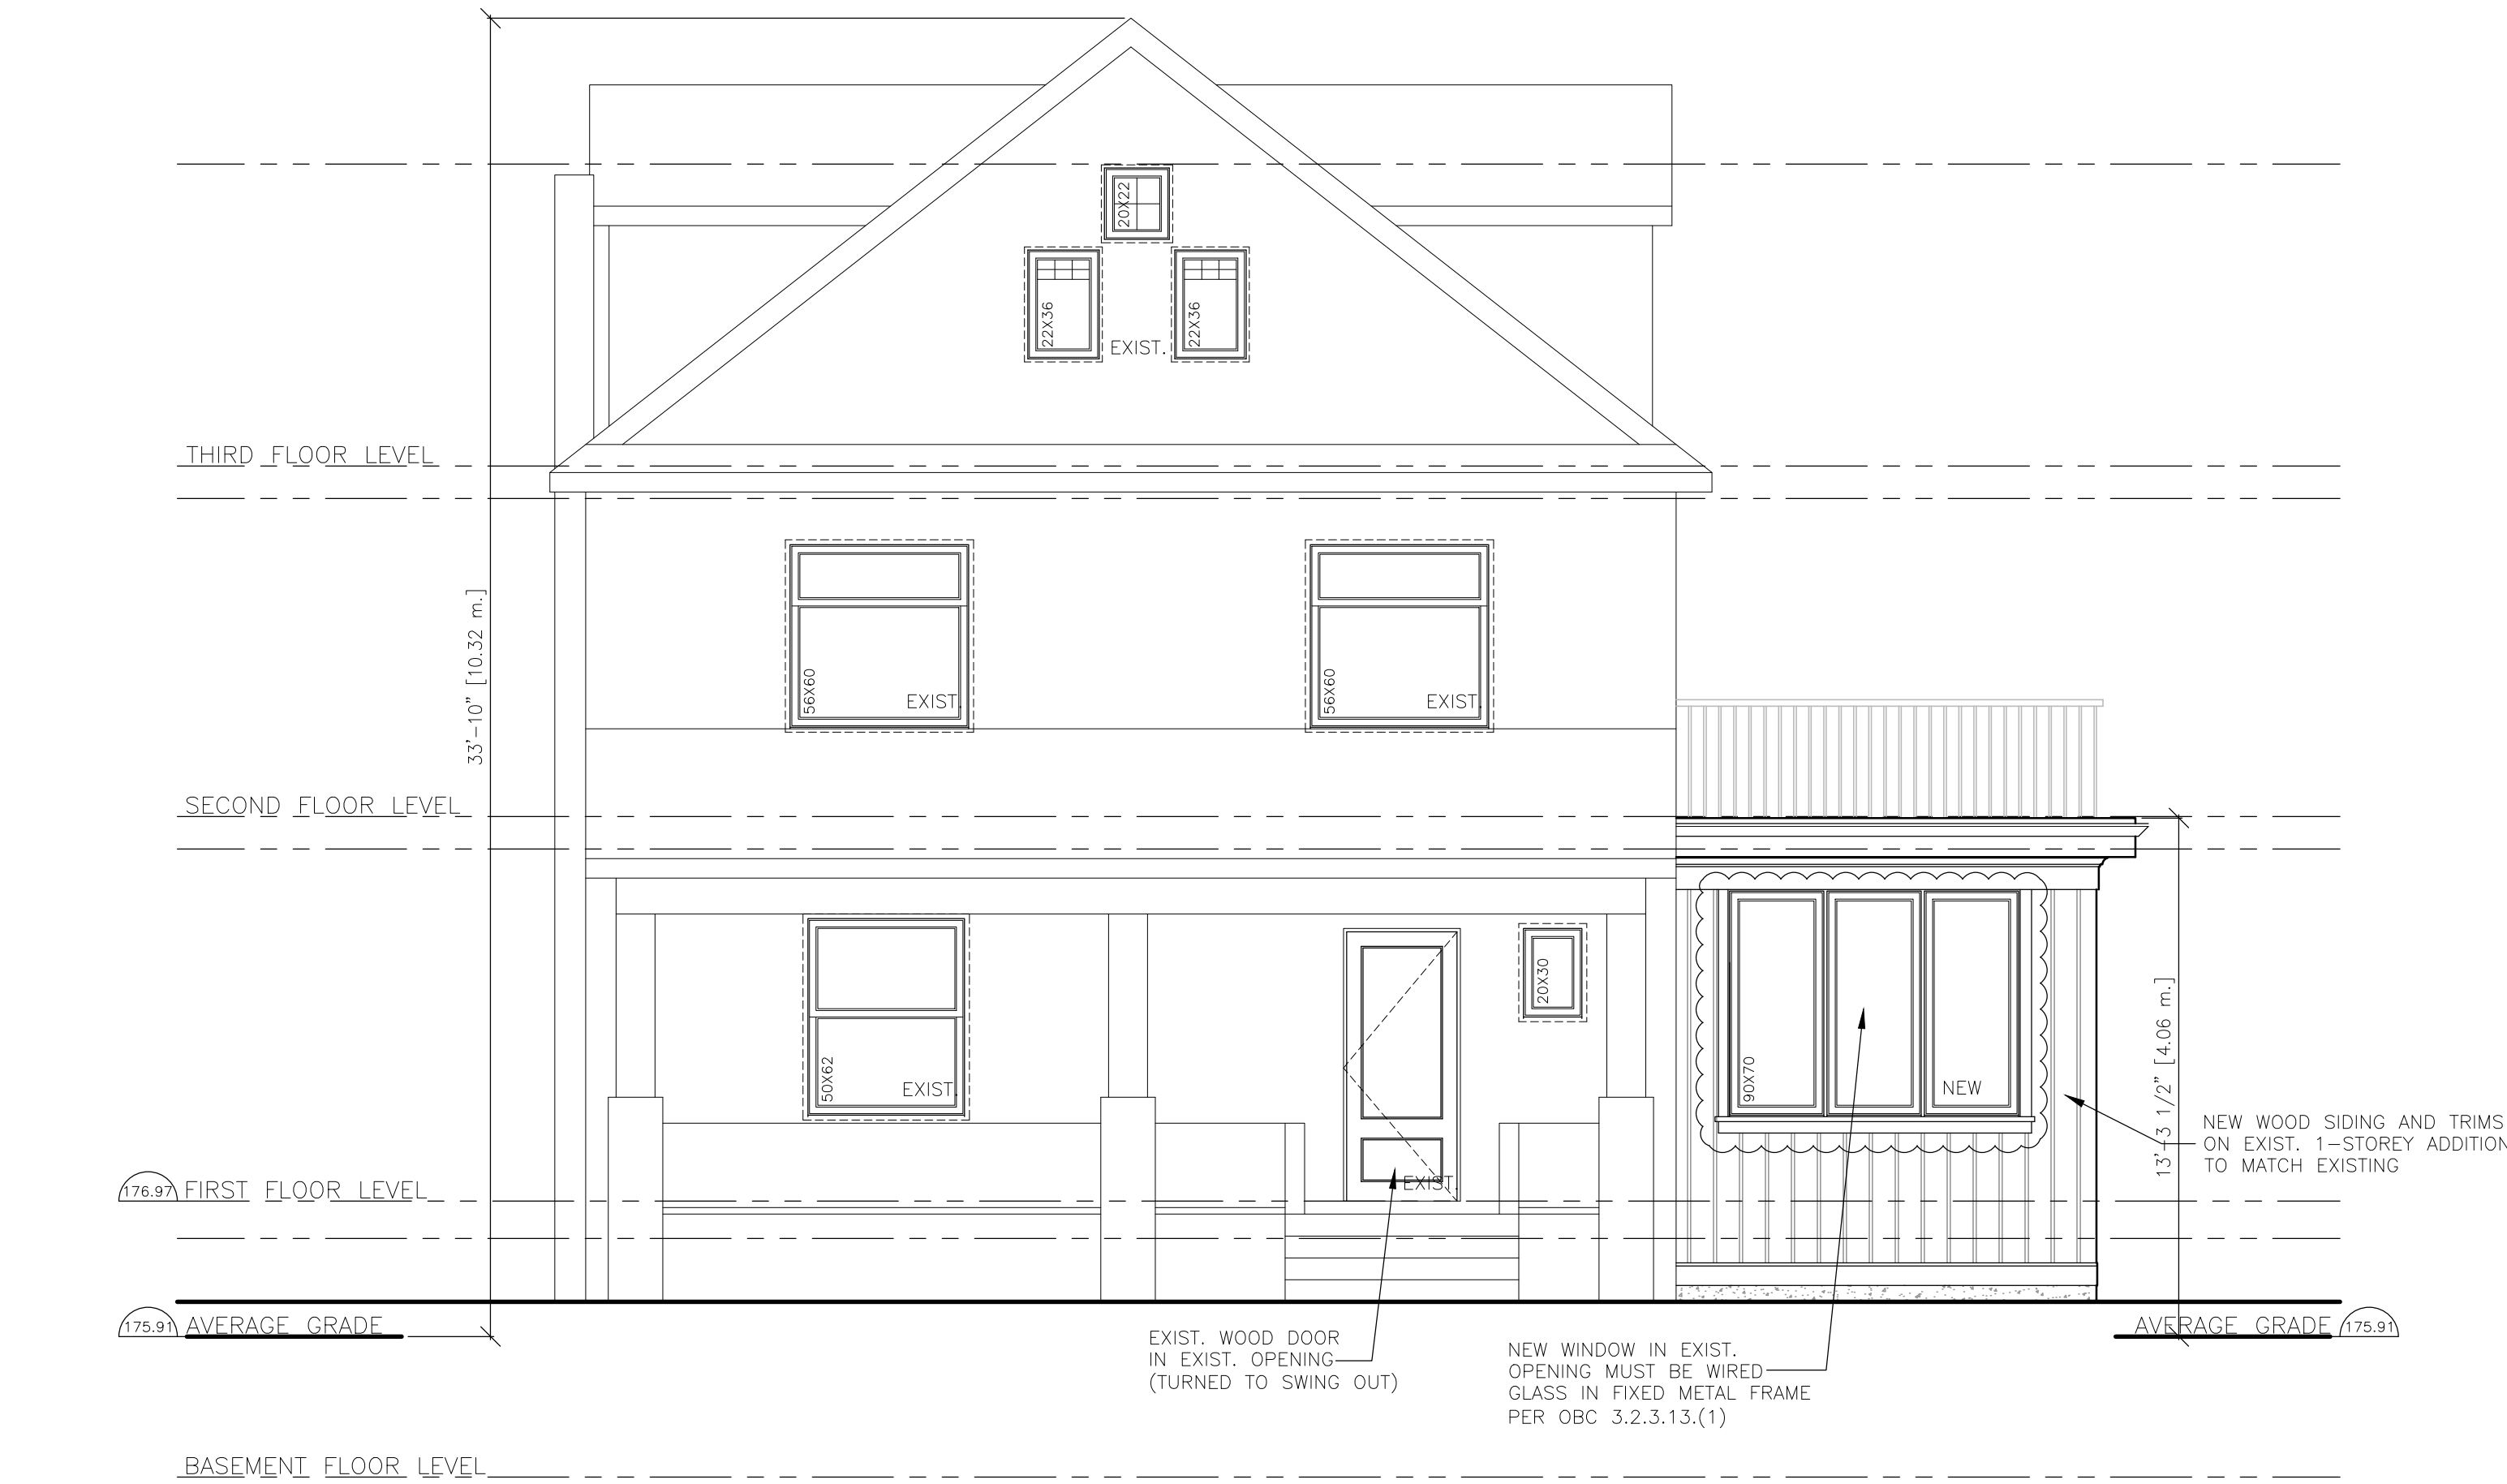 20X22
22X36
22X36
EXIST.
THIRD FLOOR LEVEL
33'-10" [10.32 m.]
56X60
EXIST.
56X60
EXIST.
SECOND FLOOR LEVEL
50X62
EXIST.
20X30
90X70
NEW
13'-3 1/2" [4.06 m.]
NEW WOOD SIDING AND TRIMS
ON EXIST. 1-STOREY ADDITION
TO MATCH EXISTING
176.97
FIRST FLOOR LEVEL
EXIST.
175.91
AVERAGE GRADE
AVERAGE GRADE
175.91
EXIST. WOOD DOOR
IN EXIST. OPENING
(TURNED TO SWING OUT)
NEW WINDOW IN EXIST.
OPENING MUST BE WIRED
GLASS IN FIXED METAL FRAME
PER OBC 3.2.3.13.(1)
BASEMENT FLOOR LEVEL